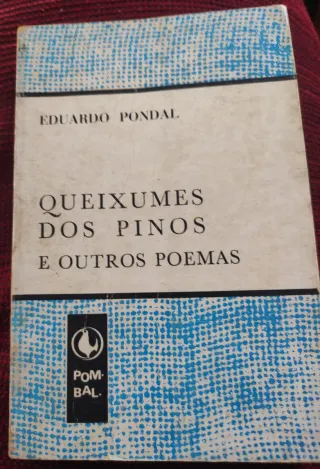 EDUARDO PONDAL
QUEIXUMES
DOS PINOS
E OUTROS POEMAS
POM-
BAL.